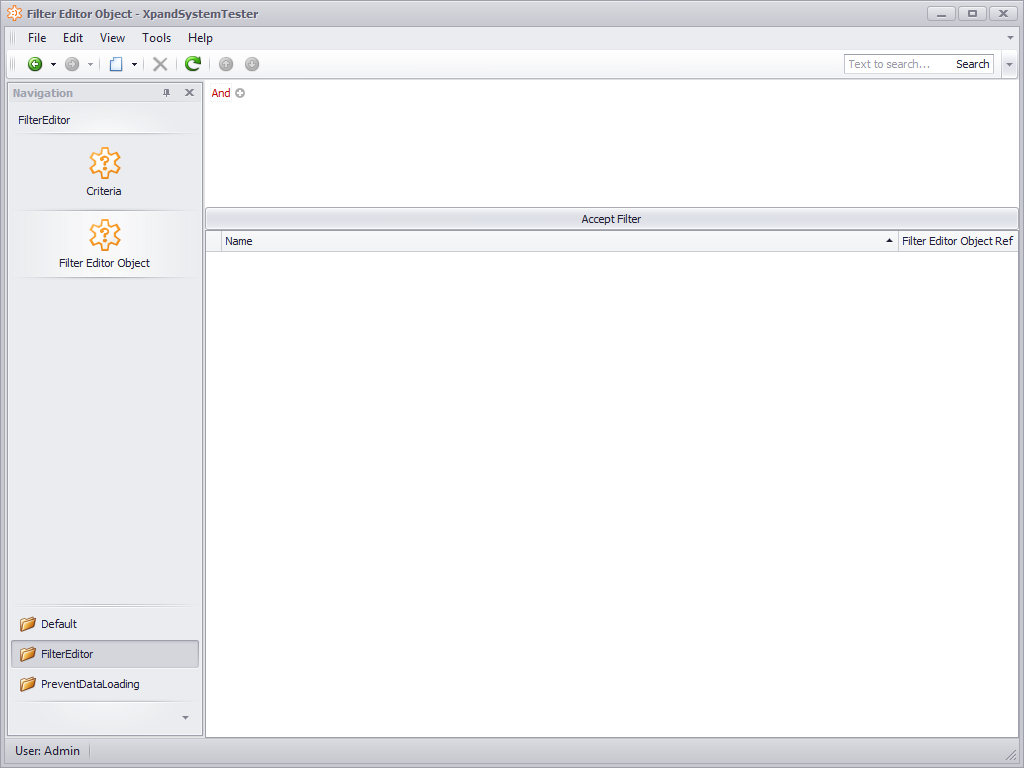 Filter Editor Object - XpandSystemTester
File Edit View Tools Help
Text to search... Search
Navigation
FilterEditor
Criteria
Filter Editor Object
Default
FilterEditor
PreventDataLoading
And
Accept Filter
Name Filter Editor Object Ref
User: Admin